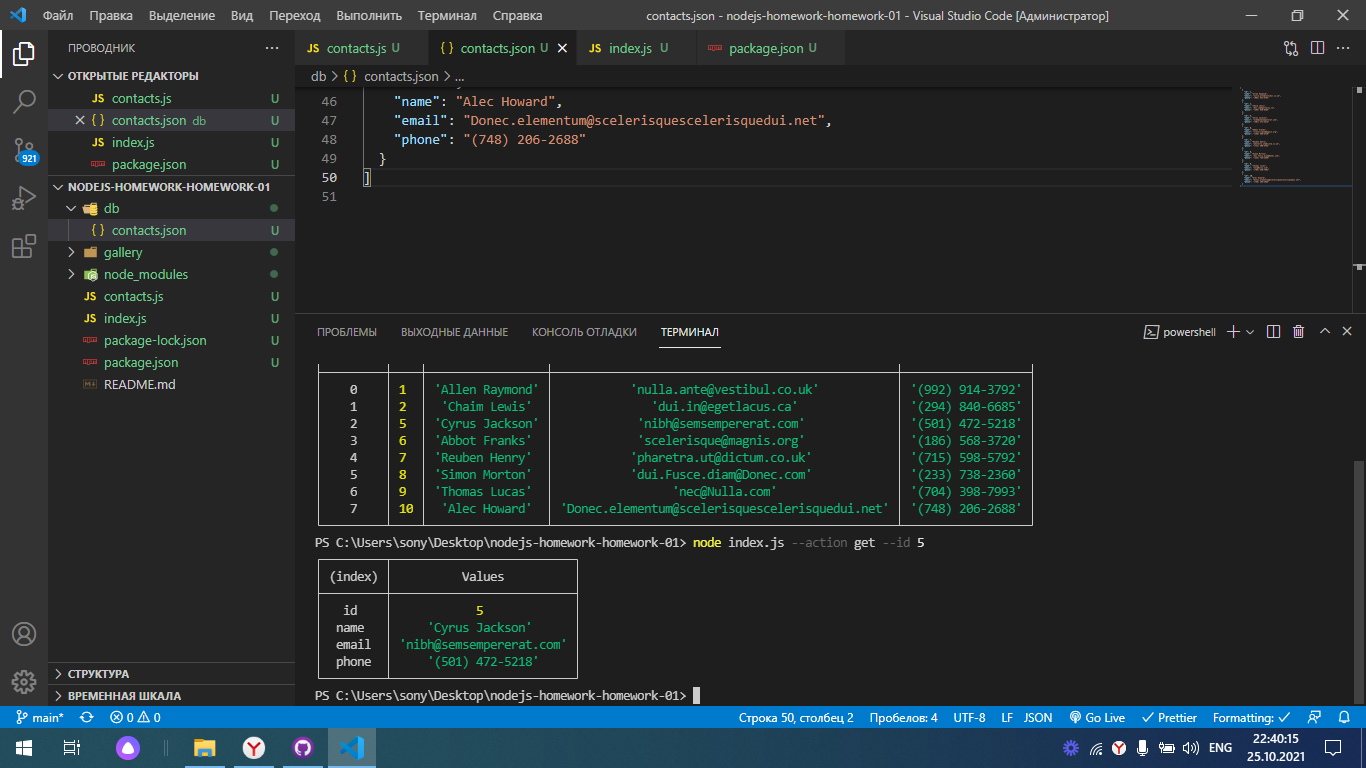 Файл Правка Выделение Вид Переход Выполнить Терминал Справка contacts.json - nodejs-homework-homework-01 - Visual Studio Code [Администратор]
ПРОВОДНИК
ОТКРЫТЫЕ РЕДАКТОРЫ
JS contacts.js U
{ } contacts.json db U
JS index.js U
package.json U
NODEJS-HOMEWORK-HOMEWORK-01
db
{ } contacts.json U
gallery
node_modules
JS contacts.js U
JS index.js U
package-lock.json U
package.json U
README.md
СТРУКТУРА
ВРЕМЕННАЯ ШКАЛА
921
JS contacts.js U { } contacts.json U JS index.js U package.json U
db > { } contacts.json > ...
46 "name": "Alec Howard",
47 "email": "Donec.elementum@scelerisquescelerisquedui.net",
48 "phone": "(748) 206-2688"
49 }
50 ]
51
ПРОБЛЕМЫ ВЫХОДНЫЕ ДАННЫЕ КОНСОЛЬ ОТЛАДКИ ТЕРМИНАЛ powershell
0 1 'Allen Raymond' 'nulla.ante@vestibul.co.uk' '(992) 914-3792'
1 2 'Chaim Lewis' 'dui.in@egetlacus.ca' '(294) 840-6685'
2 5 'Cyrus Jackson' 'nibh@semsempererat.com' '(501) 472-5218'
3 6 'Abbot Franks' 'scelerisque@magnis.org' '(186) 568-3720'
4 7 'Reuben Henry' 'pharetra.ut@dictum.co.uk' '(715) 598-5792'
5 8 'Simon Morton' 'dui.Fusce.diam@Donec.com' '(233) 738-2360'
6 9 'Thomas Lucas' 'nec@Nulla.com' '(704) 398-7993'
7 10 'Alec Howard' 'Donec.elementum@scelerisquescelerisquedui.net' '(748) 206-2688'
PS C:\Users\sony\Desktop\nodejs-homework-homework-01> node index.js --action get --id 5
(index) Values
id 5
name 'Cyrus Jackson'
email 'nibh@semsempererat.com'
phone '(501) 472-5218'
PS C:\Users\sony\Desktop\nodejs-homework-homework-01>
main* 0 0 Строка 50, столбец 2 Пробелов: 4 UTF-8 LF JSON Go Live Prettier Formatting:
ENG 22:40:15
25.10.2021